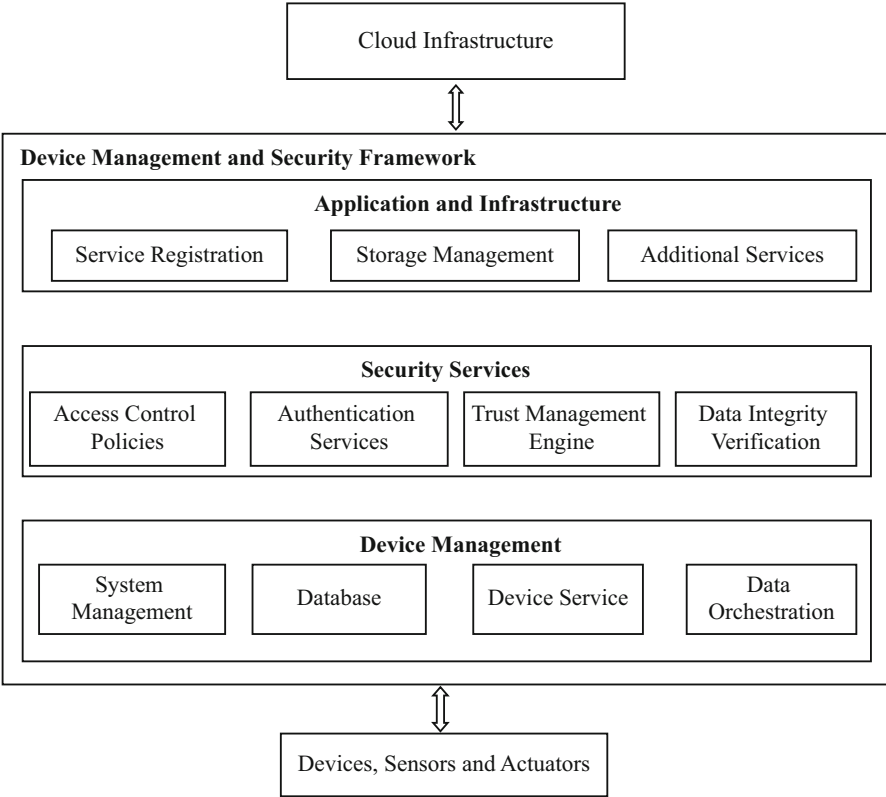 Cloud Infrastructure
Device Management and Security Framework
Application and Infrastructure
Service Registration
Storage Management
Additional Services
Security Services
Access Control
Policies
Authentication
Services
Trust Management
Engine
Data Integrity
Verification
Device Management
System
Management
Database
Device Service
Data
Orchestration
Devices, Sensors and Actuators